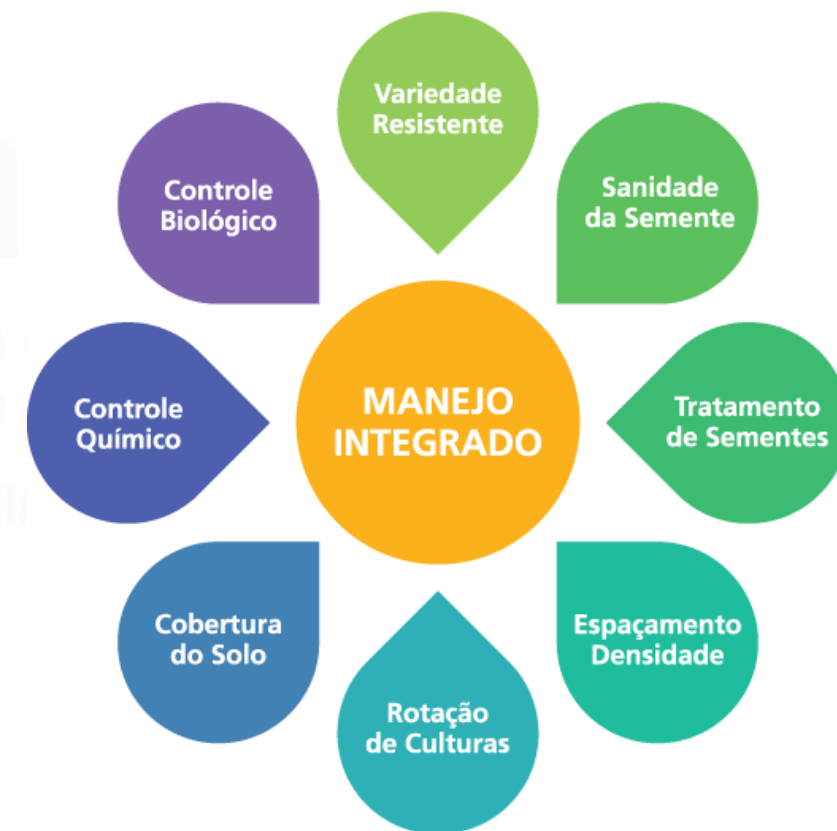 Variedade
Resistente
Sanidade
da Semente
Tratamento
de Sementes
Espaçamento
Densidade
Rotação
de Culturas
Cobertura
do Solo
Controle
Químico
Controle
Biológico
MANEJO
INTEGRADO